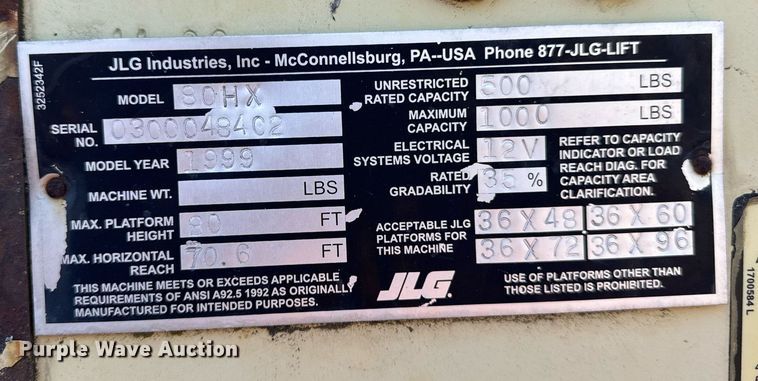 3252342F
JLG Industries, Inc - McConnellsburg, PA--USA Phone 877-JLG-LIFT
MODEL 80HX
SERIAL NO. 0300048402
MODEL YEAR 1999
MACHINE WT. LBS
MAX. PLATFORM HEIGHT 80 FT
MAX. HORIZONTAL REACH 70.6 FT
THIS MACHINE MEETS OR EXCEEDS APPLICABLE
REQUIREMENTS OF ANSI A92.5 1992 AS ORIGINALLY
MANUFACTURED FOR INTENDED PURPOSES.
UNRESTRICTED RATED CAPACITY 500 LBS
MAXIMUM CAPACITY 1000 LBS
ELECTRICAL SYSTEMS VOLTAGE 12V
RATED GRADABILITY 35 %
REFER TO CAPACITY
INDICATOR OR LOAD
REACH DIAG. FOR
CAPACITY AREA
CLARIFICATION.
ACCEPTABLE JLG
PLATFORMS FOR
THIS MACHINE
36 X 48 36 X 60
36 X 72 36 X 96
JLG
USE OF PLATFORMS OTHER THAN
THOSE LISTED IS PROHIBITED.
1700584 L
Purple Wave Auction